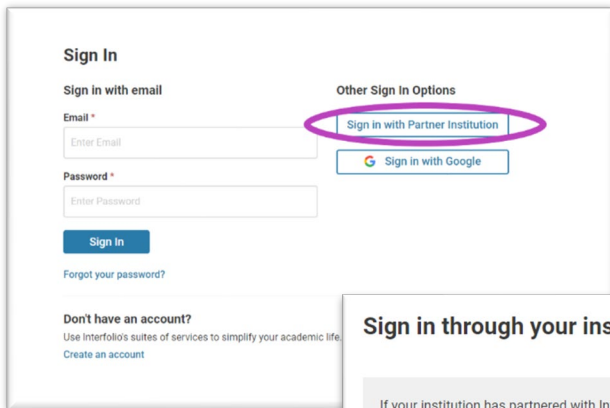 Sign In
Sign in with email
Email *
Enter Email
Password *
Enter Password
Sign In
Forgot your password?
Other Sign In Options
Sign in with Partner Institution
Sign in with Google
Don't have an account?
Use Interfolio's suites of services to simplify your academic life.
Create an account
Sign in through your ins
If your institution has partnered with In